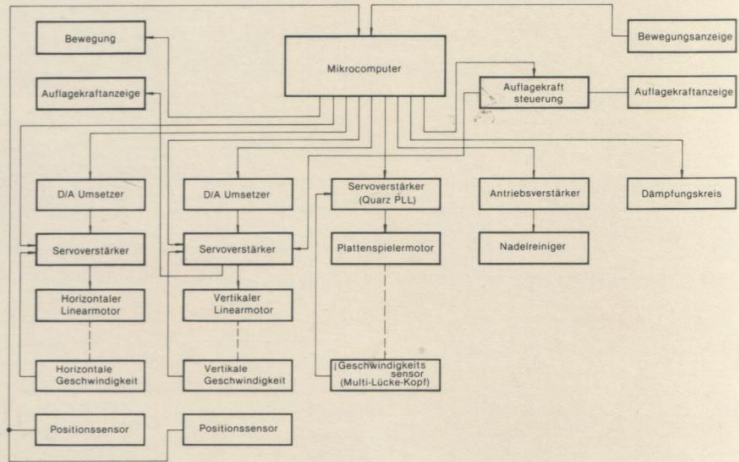 Bewegung
Bewegungsanzeige
Mikrocomputer
Auflagekraftanzeige
Auflagekraft
steuerung
Auflagekraftanzeige
D/A Umsetzer
D/A Umsetzer
Servoverstärker
(Quarz PLL)
Antriebsverstärker
Dämpfungskreis
Servoverstärker
Servoverstärker
Plattenspielermotor
Nadelreiniger
Horizontaler
Linearmotor
Vertikaler
Linearmotor
Horizontale
Geschwindigkeit
Vertikale
Geschwindigkeit
Geschwindigkeits
sensor
(Multi-Lücke-Kopf)
Positionssensor
Positionssensor